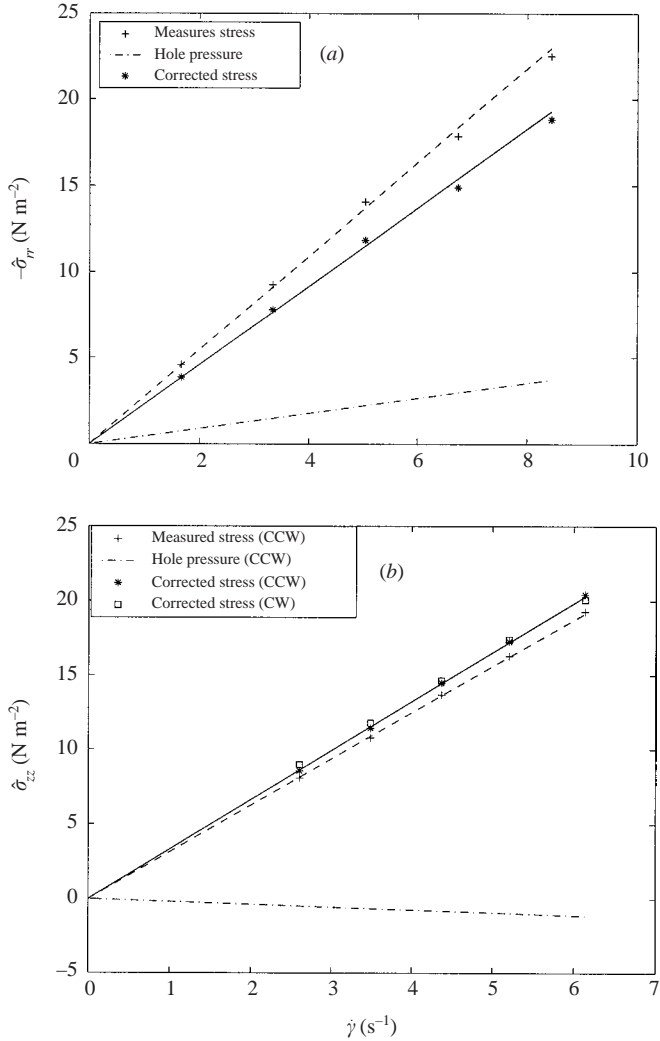 25
Measures stress
Hole pressure
Corrected stress
(a)
20
15
10
5
−σ̂rr (N m−2)
0
2
4
6
8
10
25
Measured stress (CCW)
Hole pressure (CCW)
Corrected stress (CCW)
Corrected stress (CW)
(b)
20
15
10
5
0
−5
σ̂zz (N m−2)
0
1
2
3
4
5
6
7
γ̇ (s−1)